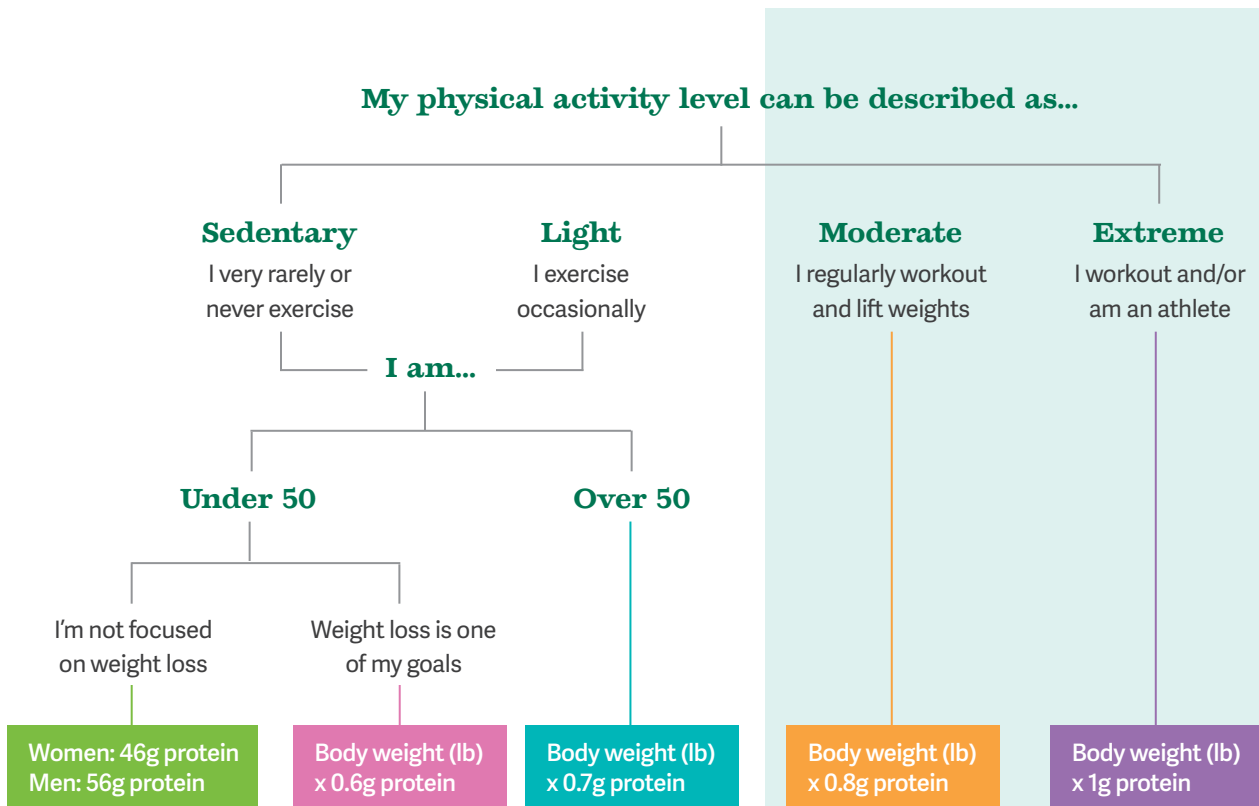 My physical activity level can be described as...
Sedentary
I very rarely or
never exercise
Light
I exercise
occasionally
Moderate
I regularly workout
and lift weights
Extreme
I workout and/or
am an athlete
I am...
Under 50
Over 50
I'm not focused
on weight loss
Weight loss is one
of my goals
Women: 46g protein
Men: 56g protein
Body weight (lb)
x 0.6g protein
Body weight (lb)
x 0.7g protein
Body weight (lb)
x 0.8g protein
Body weight (lb)
x 1g protein